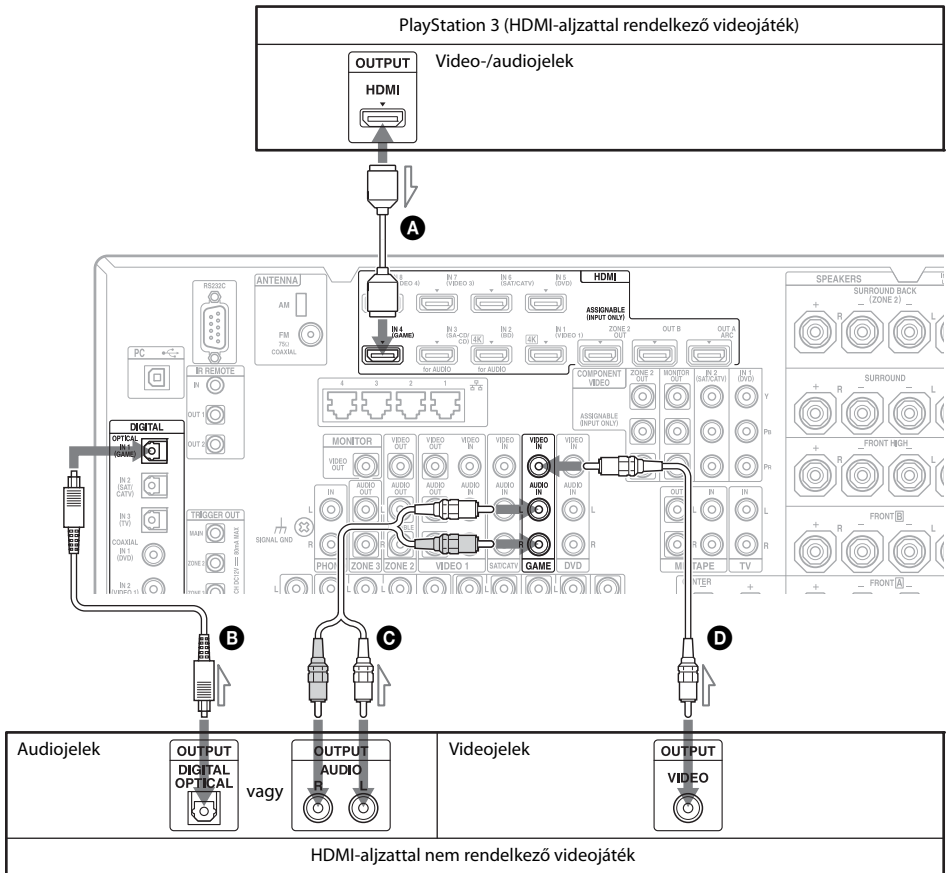 PlayStation 3 (HDMI-aljzattal rendelkező videojáték)
OUTPUT
HDMI
Video-/audiojelek
A
RS232C
ANTENNA
AM
FM
75Ω
COAXIAL
IN 7
(VIDEO 3)
IN 6
(SAT/CATV)
IN 5
(DVD)
HDMI
ASSIGNABLE
(INPUT ONLY)
IN 4
(GAME)
IN 3
(SA-CD/
CD)
4K
IN 2
(BD)
4K
IN 1
(VIDEO 1)
ZONE 2
OUT
OUT B
OUT A
ARC
for AUDIO
for AUDIO
SPEAKERS
SURROUND BACK
(ZONE 2)
+ − − +
R L
PC
IR REMOTE
IN
OUT 1
OUT 2
4 3 2 1
COMPONENT
VIDEO
ASSIGNABLE
(INPUT ONLY)
ZONE 2
OUT
MONITOR
OUT
IN 2
(SAT/CATV)
IN 1
(DVD)
Y
PB
PR
SURROUND
+ − − +
R L
FRONT HIGH
+ − − +
R L
DIGITAL
OPTICAL
IN 1
(GAME)
IN 2
(SAT/
CATV)
IN 3
(TV)
COAXIAL
IN 1
(DVD)
IN 2
(VIDEO 1)
TRIGGER OUT
MAIN
ZONE 2
ZONE 3
SIGNAL GND
MONITOR
VIDEO
OUT
VIDEO
OUT
VIDEO
OUT
VIDEO
IN
VIDEO
IN
VIDEO
IN
VIDEO
IN
IN
AUDIO
OUT
AUDIO
OUT
AUDIO
IN
AUDIO
IN
AUDIO
IN
AUDIO
IN
OUT
IN
IN
L
R
ZONE 3
ZONE 2
VIDEO 1
SAT/CATV
GAME
DVD
TAPE
TV
FRONT B
+ − − +
R L
FRONT A
B
C
D
Audiojelek
OUTPUT
DIGITAL
OPTICAL
vagy
OUTPUT
AUDIO
R L
Videojelek
OUTPUT
VIDEO
HDMI-aljzattal nem rendelkező videojáték